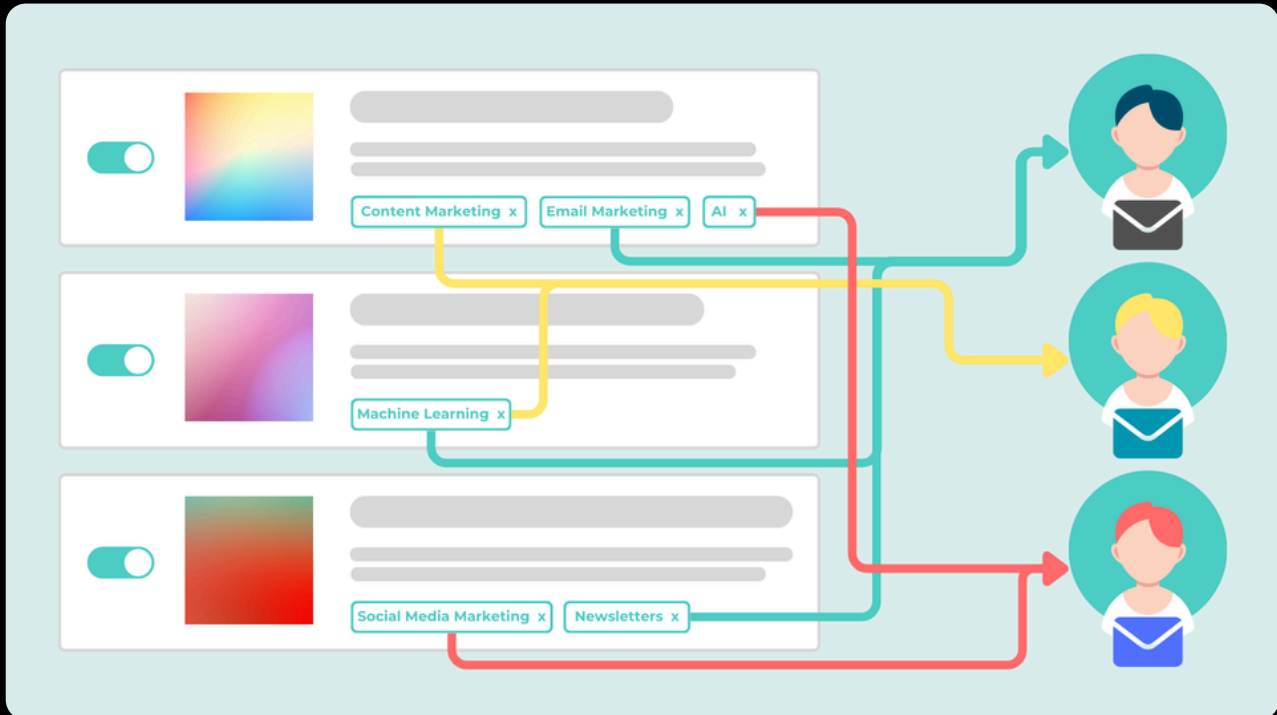 Content Marketing x Email Marketing x AI x
Machine Learning x
Social Media Marketing x Newsletters x